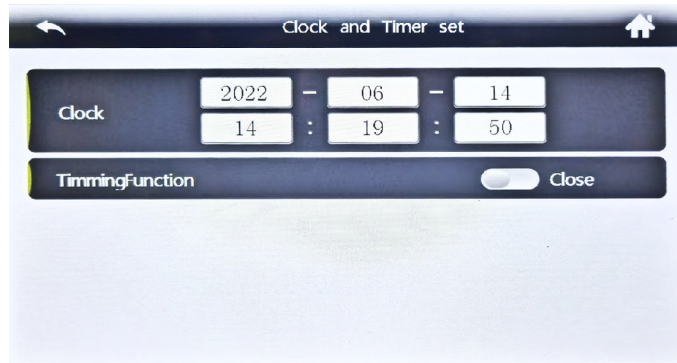 Clock and Timer set
Clock
2022 - 06 - 14
14 : 19 : 50
TimmingFunction Close